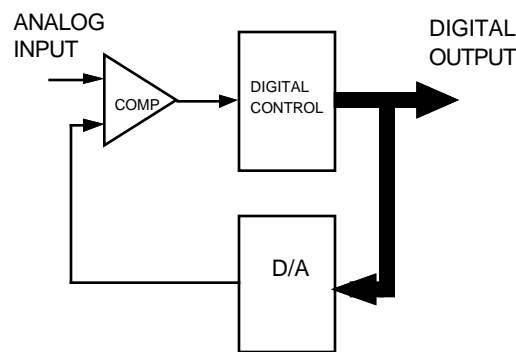 ANALOG
INPUT
DIGITAL
OUTPUT
COMP
DIGITAL
CONTROL
D/A